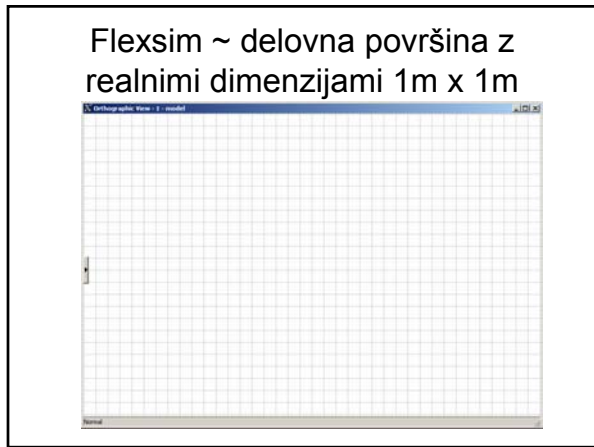 Flexsim ~ delovna površina z
realnimi dimenzijami 1m x 1m
Orthographic View - 1 - model
Normal